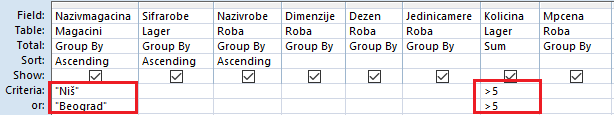 Field: Nazivmagacina Sifrarobe Nazivrobe Dimenzije Dezen Jedinicamere Kolicina Mpcena
Table: Magacini Lager Roba Roba Roba Roba Lager Roba
Total: Group By Group By Group By Group By Group By Group By Sum Group By
Sort: Ascending Ascending Ascending
Show:
Criteria: "Niš" >5
or: "Beograd" >5